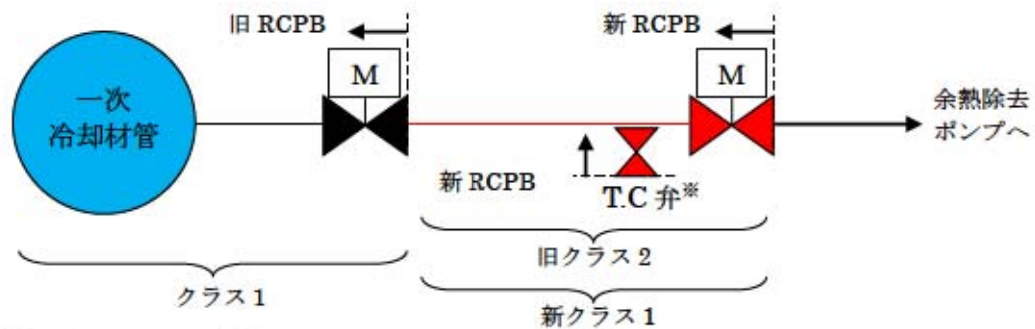 旧 RCPB
新 RCPB
M
M
一次
冷却材管
余熱除去
ポンプへ
新 RCPB
T.C 弁※
旧クラス 2
クラス 1
新クラス 1